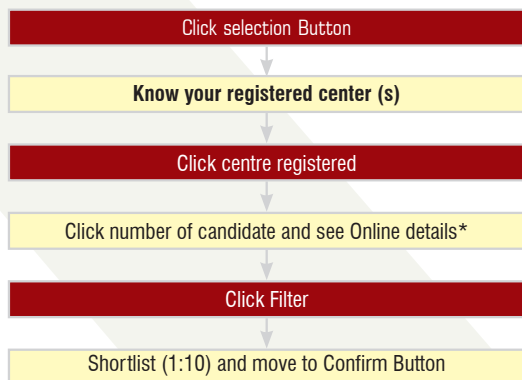 Click selection Button
Know your registered center (s)
Click centre registered
Click number of candidate and see Online details*
Click Filter
Shortlist (1:10) and move to Confirm Button